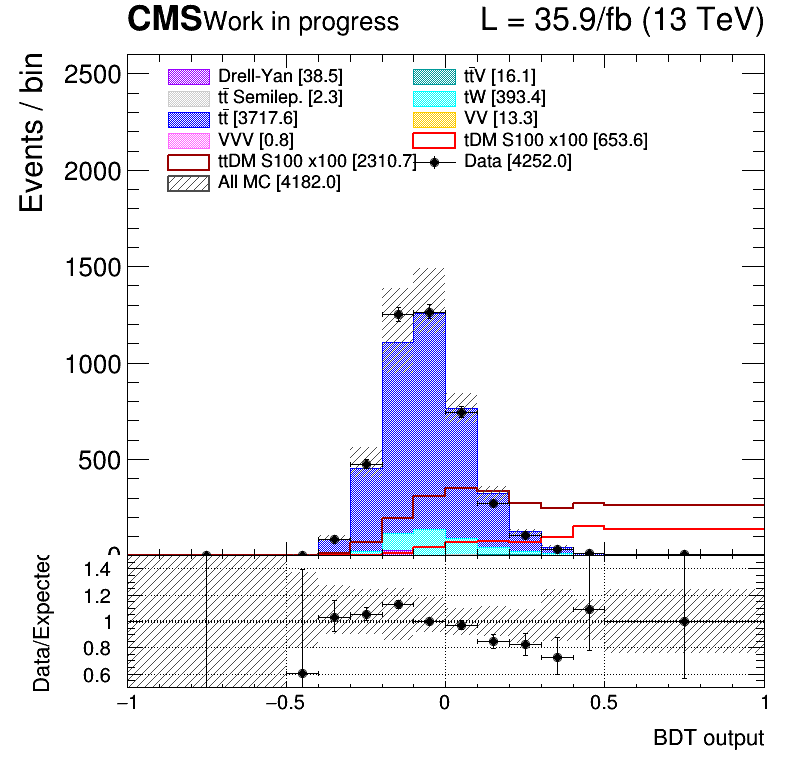 CMS Work in progress L = 35.9/fb (13 TeV)
Events / bin
2500
2000
1500
1000
500
0
Drell-Yan [38.5] tt̄V [16.1]
tt̄ Semilep. [2.3] tW [393.4]
tt̄ [3717.6] VV [13.3]
VVV [0.8] tDM S100 x100 [653.6]
ttDM S100 x100 [2310.7] Data [4252.0]
All MC [4182.0]
Data/Expected
1.4
1.2
1
0.8
0.6
−1 −0.5 0 0.5 1
BDT output